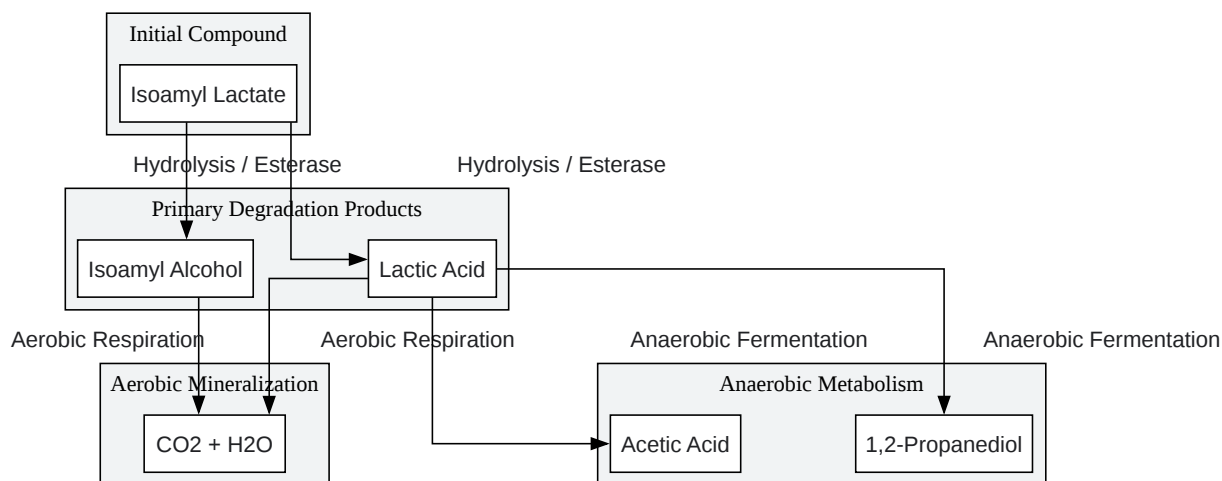 Initial Compound
Isoamyl Lactate
Hydrolysis / Esterase
Hydrolysis / Esterase
Primary Degradation Products
Isoamyl Alcohol
Lactic Acid
Aerobic Respiration
Aerobic Respiration
Anaerobic Fermentation
Anaerobic Fermentation
Aerobic Mineralization
Anaerobic Metabolism
CO2 + H2O
Acetic Acid
1,2-Propanediol